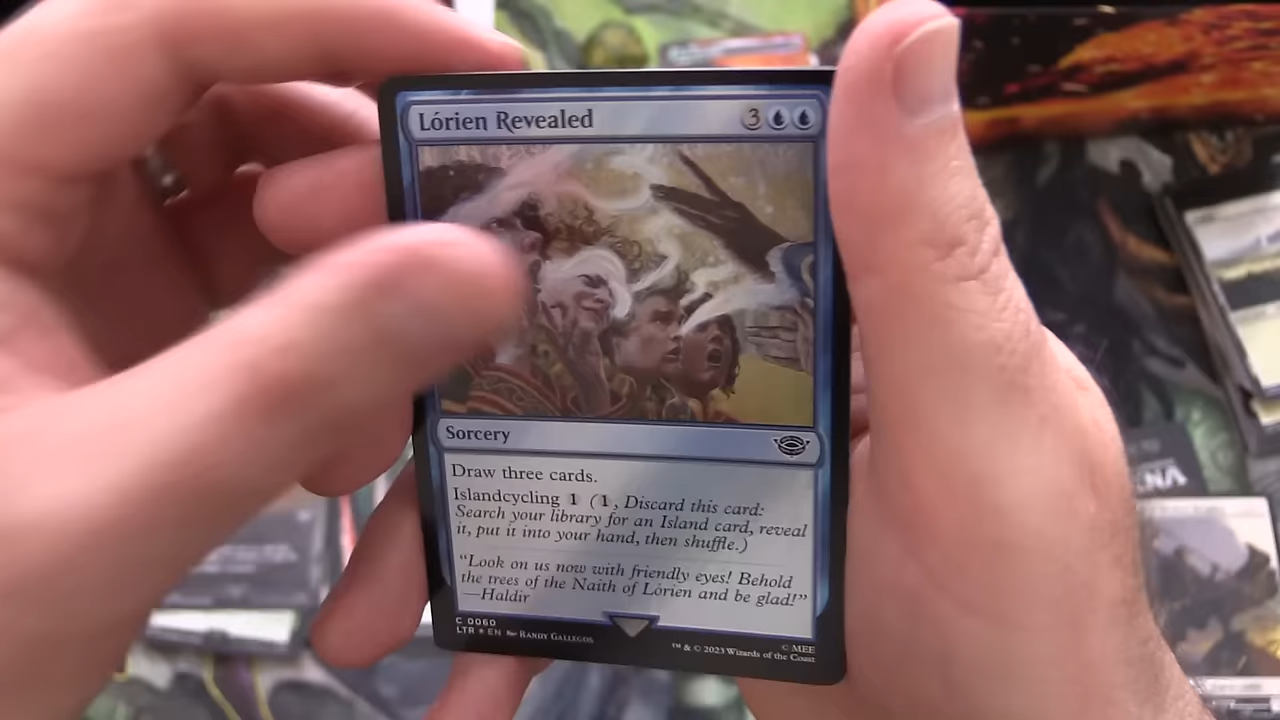 Lórien Revealed 3
Sorcery
Draw three cards.
Islandcycling 1 (1, Discard this card:
Search your library for an Island card, reveal
it, put it into your hand, then shuffle.)
“Look on us now with friendly eyes! Behold
the trees of the Naith of Lórien and be glad!”
—Haldir
C 0060
LTR ★ EN Randy Gallegos
© MEE
™ & © 2023 Wizards of the Coast